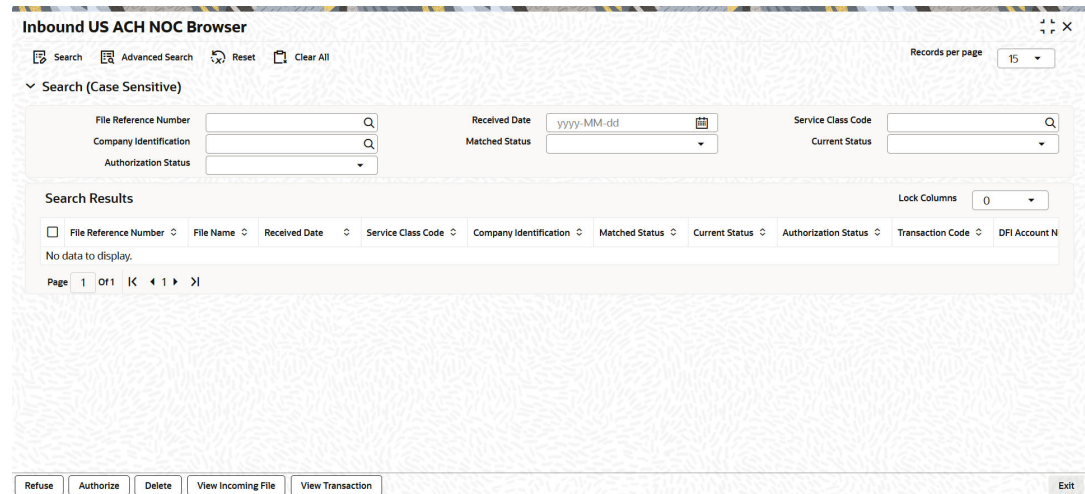 Inbound US ACH NOC Browser
Search Advanced Search Reset Clear All Records per page 15
Search (Case Sensitive)
File Reference Number Received Date yyyy-MM-dd Service Class Code
Company Identification Matched Status Current Status
Authorization Status
Search Results Lock Columns 0
File Reference Number File Name Received Date Service Class Code Company Identification Matched Status Current Status Authorization Status Transaction Code DFI Account N
No data to display.
Page 1 Of 1 1
Refuse Authorize Delete View Incoming File View Transaction Exit